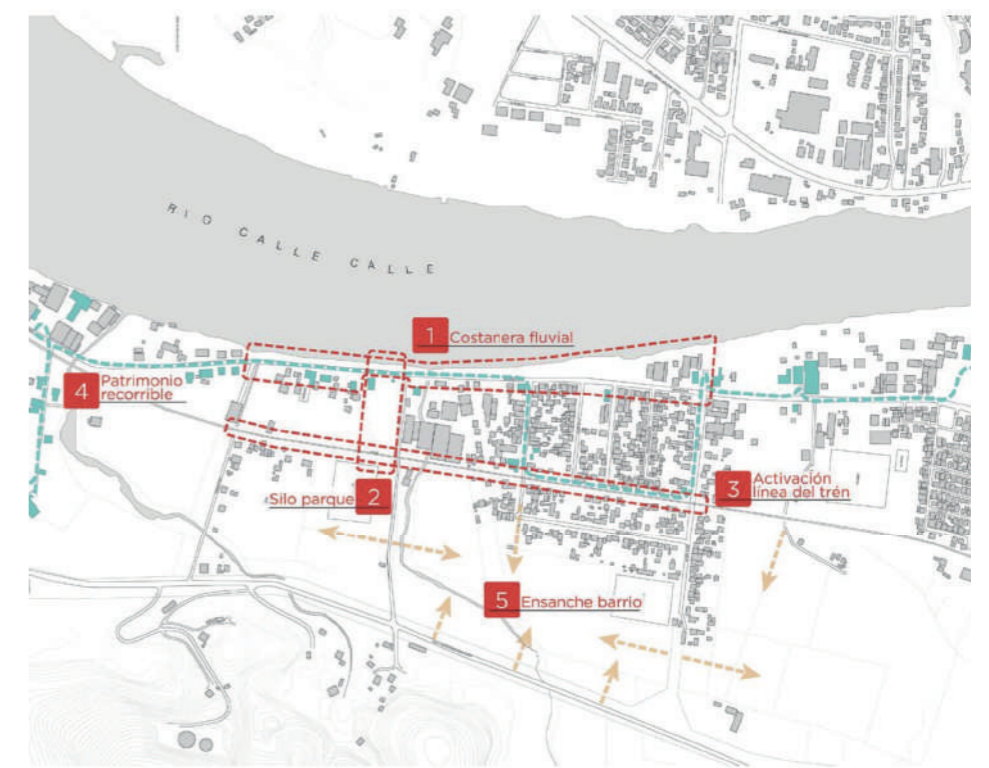 RIO CALLE CALLE
1 Costanera fluvial
4 Patrimonio
recorrible
Silo parque 2
3 Activación
línea del trén
5 Ensanche barrio